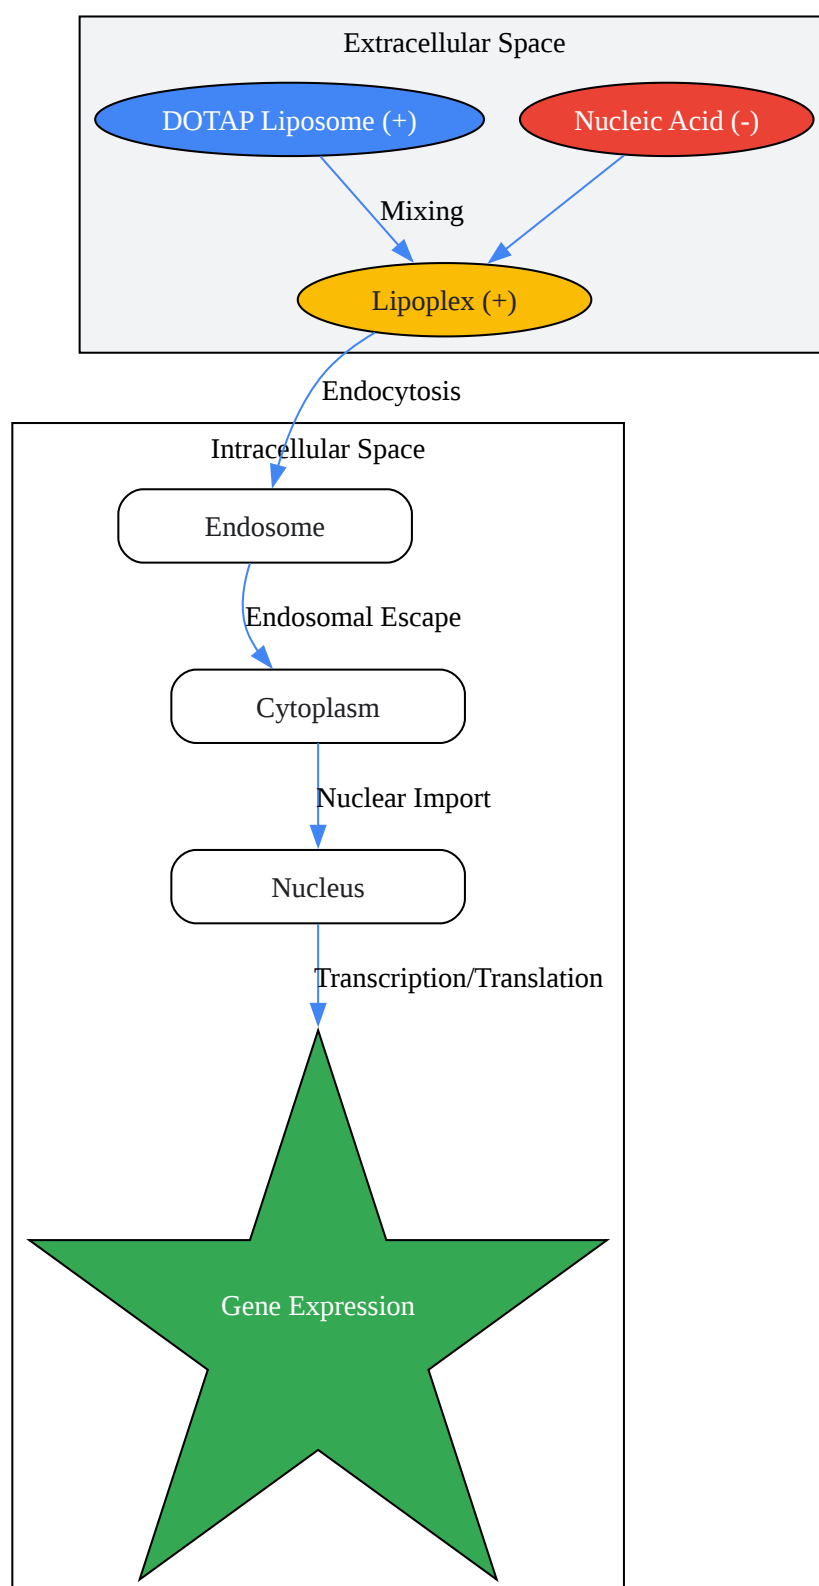 Extracellular Space
DOTAP Liposome (+)
Nucleic Acid (-)
Mixing
Lipoplex (+)
Endocytosis
Intracellular Space
Endosome
Endosomal Escape
Cytoplasm
Nuclear Import
Nucleus
Transcription/Translation
Gene Expression